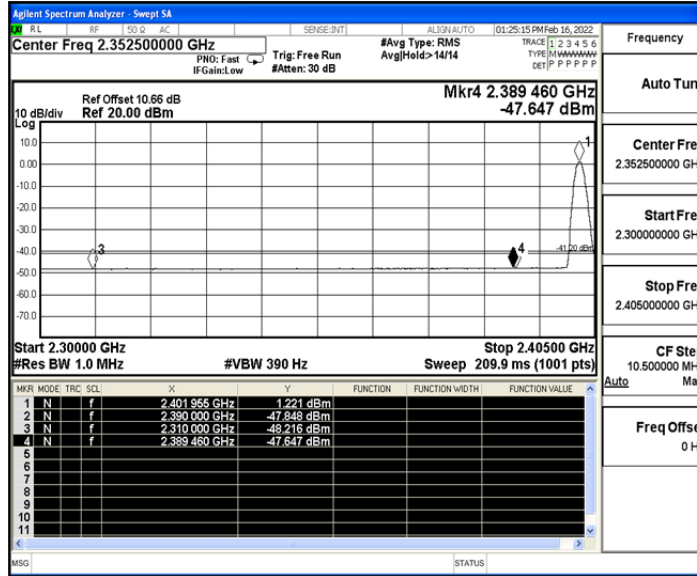 Agilent Spectrum Analyzer - Swept SA
RL RF 50 Ω AC SENSE:INT ALIGNAUTO 01:25:15 PM Feb 16, 2022
Center Freq 2.352500000 GHz
PNO: Fast
IFGain:Low
Trig: Free Run
#Atten: 30 dB
#Avg Type: RMS
Avg|Hold:>14/14
TRACE 1 2 3 4 5 6
TYPE MWWWWW
DET P P P P P P
Ref Offset 10.66 dB
10 dB/div Ref 20.00 dBm
Log
Mkr4 2.389 460 GHz
-47.647 dBm
10.0
0.00
-10.0
-20.0
-30.0
-40.0
-50.0
-60.0
-70.0
1
3
4
-41.20 dBm
Start 2.30000 GHz Stop 2.40500 GHz
#Res BW 1.0 MHz #VBW 390 Hz Sweep 209.9 ms (1001 pts)
MKR MODE TRC SCL X Y FUNCTION FUNCTION WIDTH FUNCTION VALUE
1 N f 2.401 955 GHz 1.221 dBm
2 N f 2.390 000 GHz -47.848 dBm
3 N f 2.310 000 GHz -48.216 dBm
4 N f 2.389 460 GHz -47.647 dBm
5
6
7
8
9
10
11
MSG STATUS
Frequency
Auto Tun
Center Fre
2.352500000 GH
Start Fre
2.300000000 GH
Stop Fre
2.405000000 GH
CF Ste
10.500000 MH
Auto Ma
Freq Offse
0 H